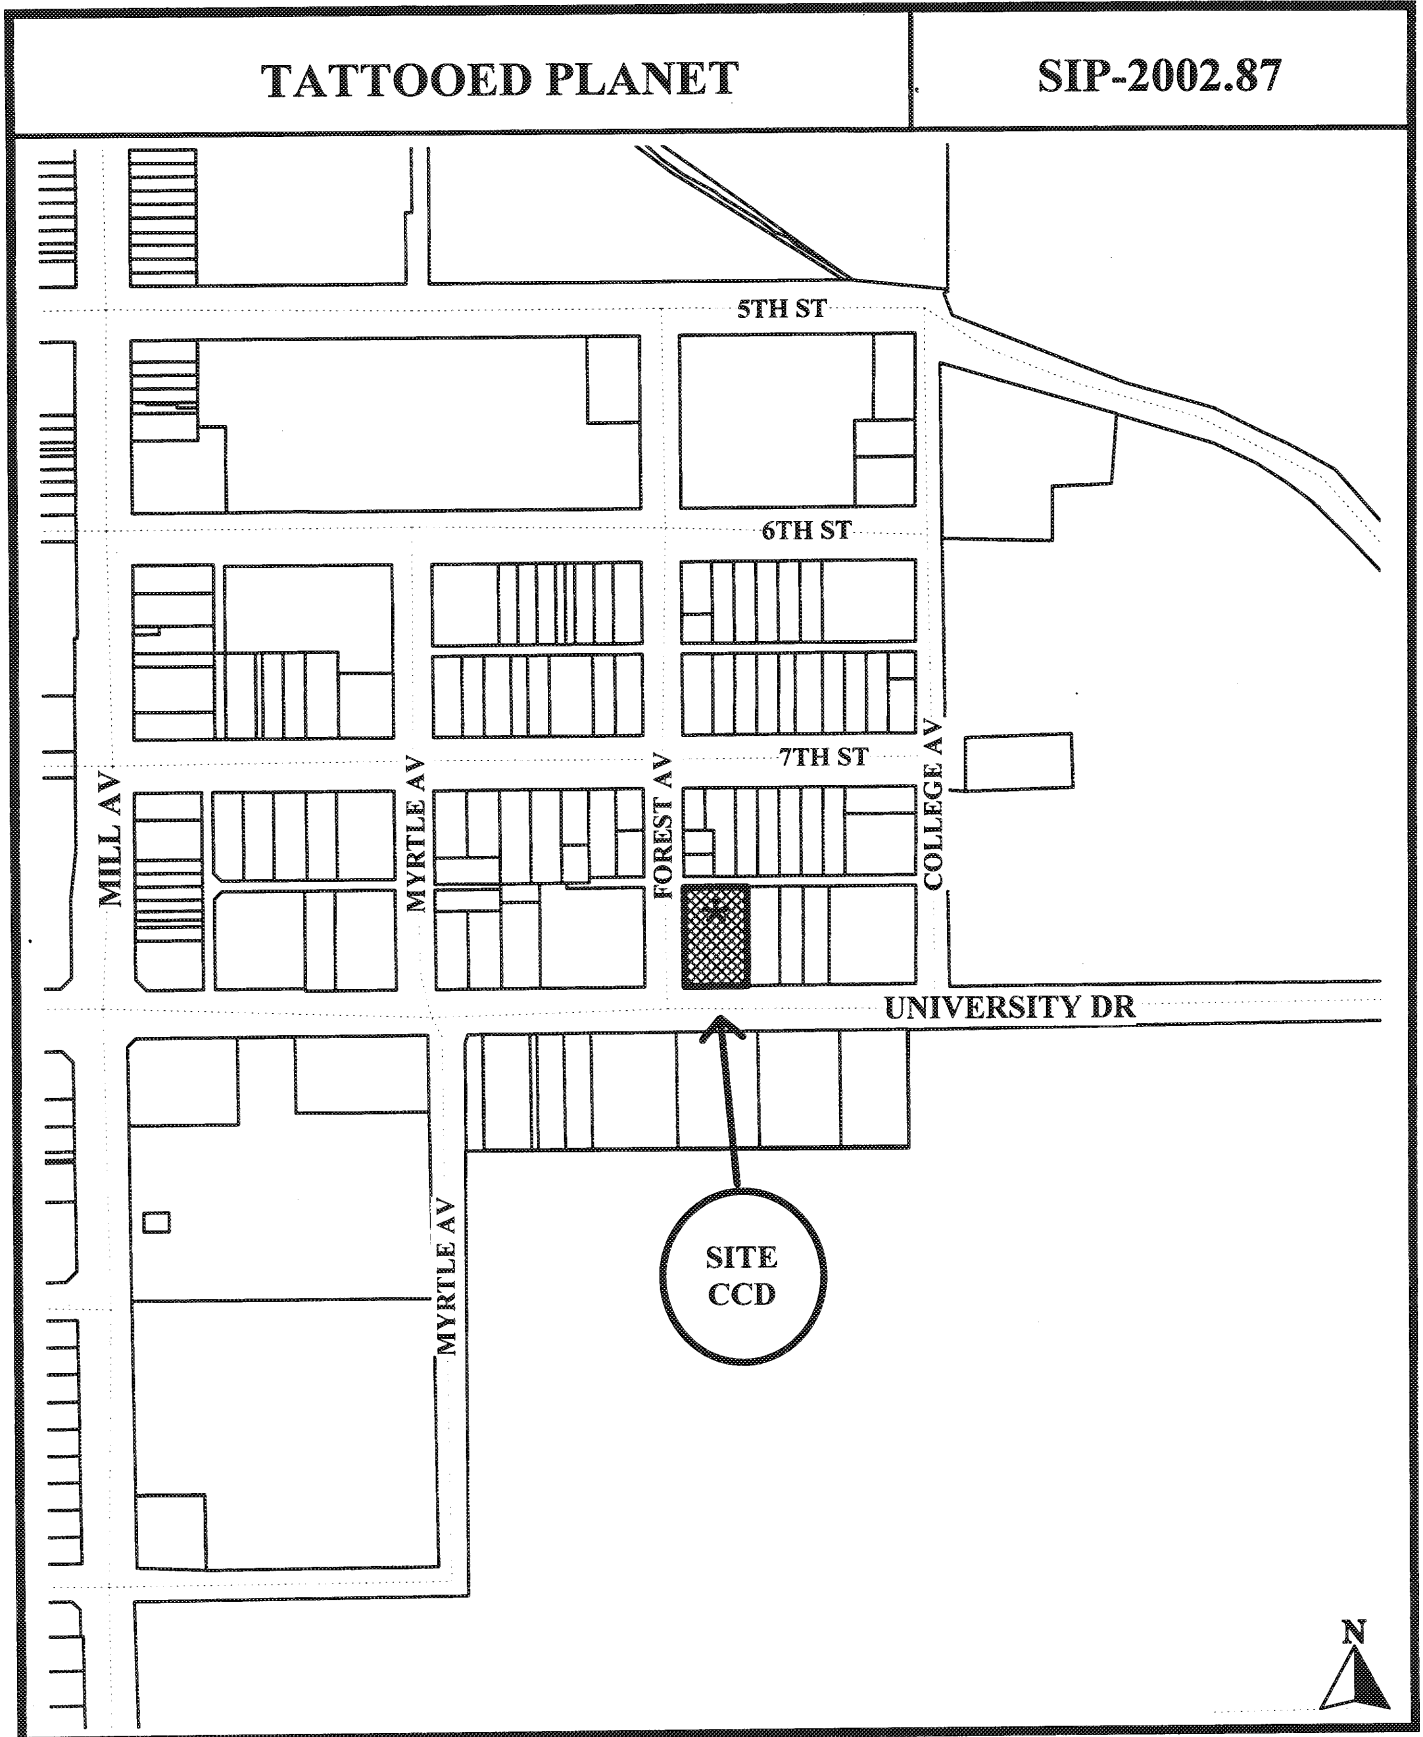 TATTOOED PLANET
SIP-2002.87
5TH ST
6TH ST
7TH ST
MILL AV
MYRTLE AV
FOREST AV
COLLEGE AV
UNIVERSITY DR
MYRTLE AV
SITE
CCD
N